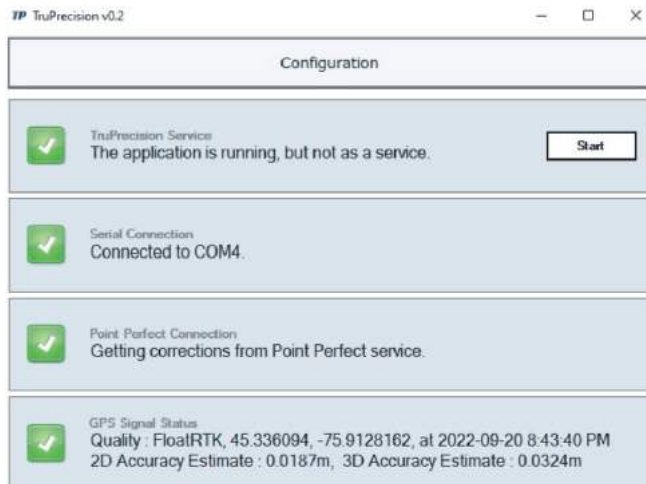 TP TruPrecision v0.2
Configuration
TruPrecision Service
The application is running, but not as a service.
Start
Serial Connection
Connected to COM4.
Point Perfect Connection
Getting corrections from Point Perfect service.
GPS Signal Status
Quality : FloatRTK, 45.336094, -75.9128162, at 2022-09-20 8:43:40 PM
2D Accuracy Estimate : 0.0187m, 3D Accuracy Estimate : 0.0324m